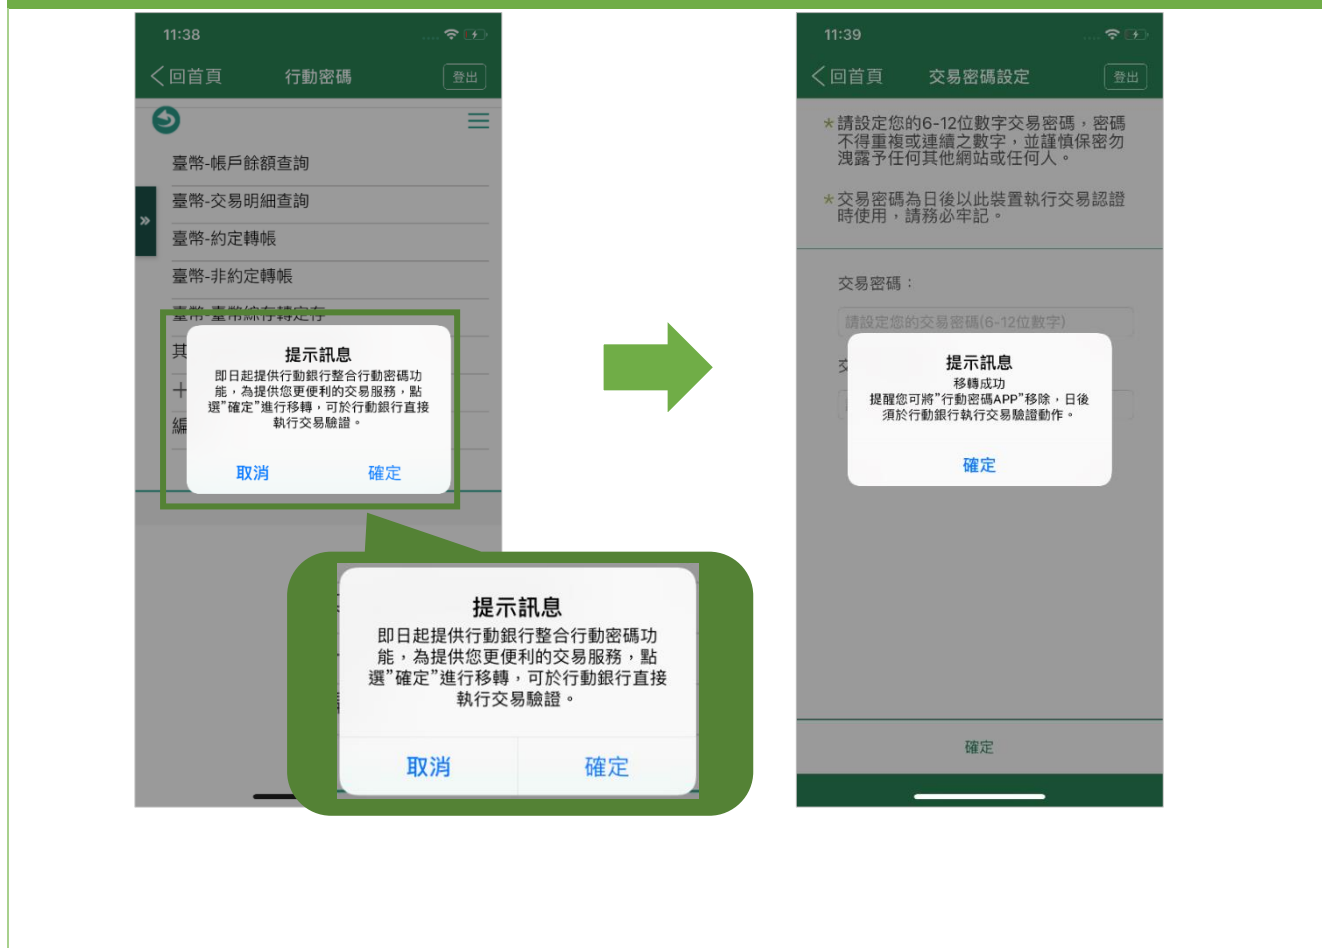 11:38
回首頁
行動密碼
登出
臺幣-帳戶餘額查詢
臺幣-交易明細查詢
»
臺幣-約定轉帳
臺幣-非約定轉帳
臺幣-臺幣綜存轉定存
其
十
編
提示訊息
即日起提供行動銀行整合行動密碼功
能，為提供您更便利的交易服務，點
選”確定”進行移轉，可於行動銀行直接
執行交易驗證。
取消
確定
提示訊息
即日起提供行動銀行整合行動密碼功
能，為提供您更便利的交易服務，點
選”確定”進行移轉，可於行動銀行直接
執行交易驗證。
取消
確定
11:39
回首頁
交易密碼設定
登出
*請設定您的6-12位數字交易密碼，密碼
不得重複或連續之數字，並謹慎保密勿
洩露予任何其他網站或任何人。
*交易密碼為日後以此裝置執行交易認證
時使用，請務必牢記。
交易密碼：
請設定您的交易密碼(6-12位數字)
交
提示訊息
移轉成功
提醒您可將”行動密碼APP”移除，日後
須於行動銀行執行交易驗證動作。
確定
確定